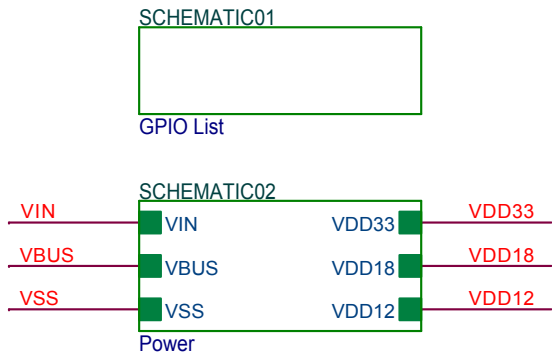 SCHEMATIC01
GPIO List
SCHEMATIC02
VIN VIN VDD33 VDD33
VBUS VBUS VDD18 VDD18
VSS VSS VDD12 VDD12
Power